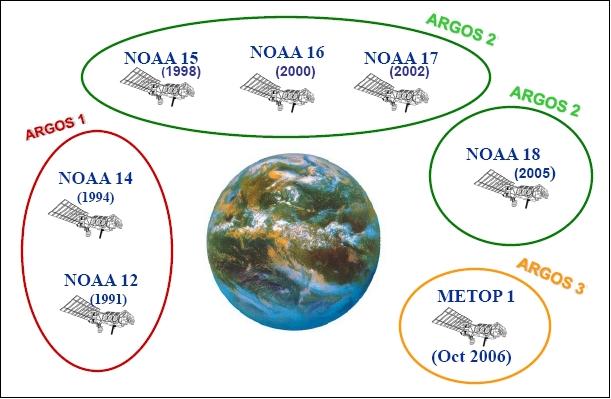 ARGOS 2
NOAA 15
(1998)
NOAA 16
(2000)
NOAA 17
(2002)
ARGOS 1
NOAA 14
(1994)
NOAA 12
(1991)
ARGOS 2
NOAA 18
(2005)
ARGOS 3
METOP 1
(Oct 2006)